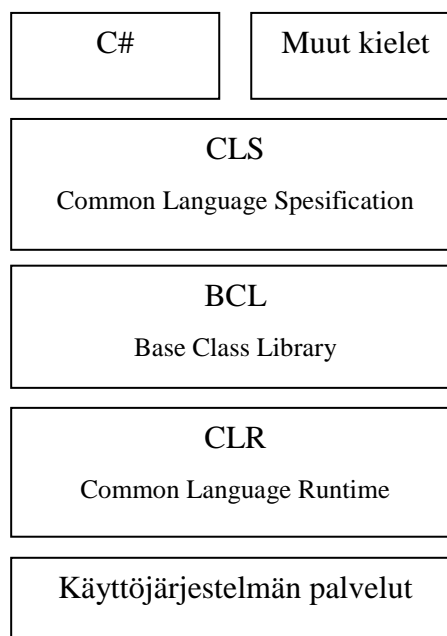 C#
Muut kielet
CLS
Common Language Spesification
BCL
Base Class Library
CLR
Common Language Runtime
Käyttöjärjestelmän palvelut